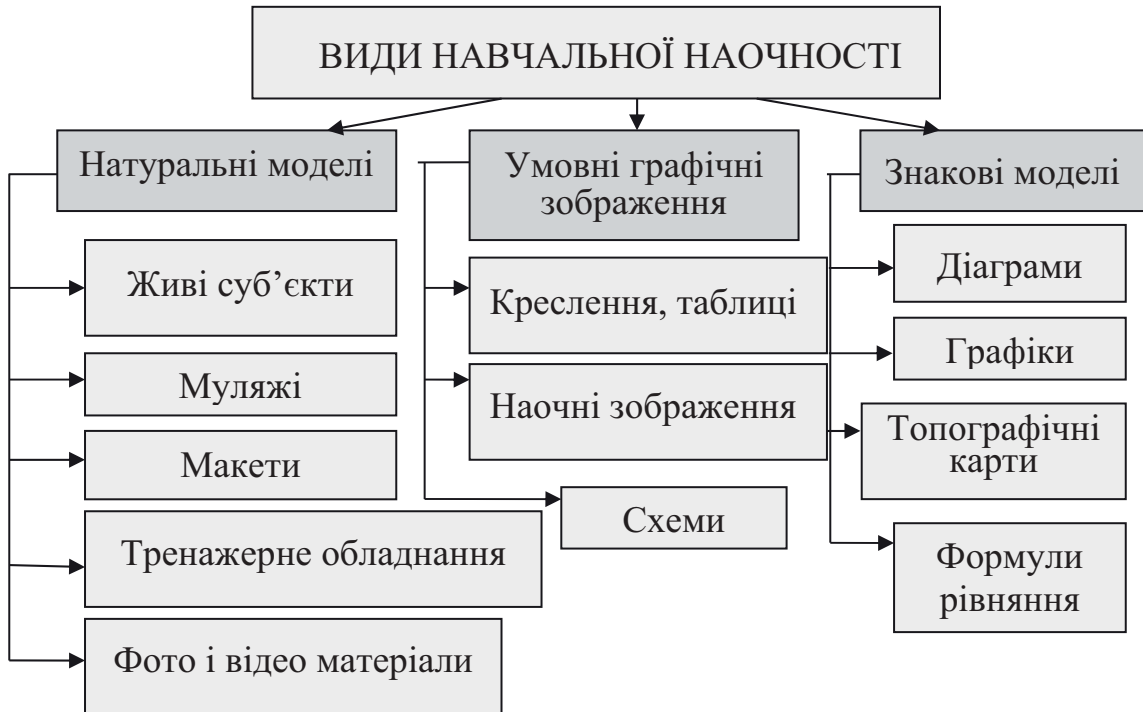 ВИДИ НАВЧАЛЬНОЇ НАОЧНОСТІ
Натуральні моделі
Живі суб’єкти
Муляжі
Макети
Тренажерне обладнання
Фото і відео матеріали
Умовні графічні
зображення
Креслення, таблиці
Наочні зображення
Схеми
Знакові моделі
Діаграми
Графіки
Топографічні
карти
Формули
рівняння